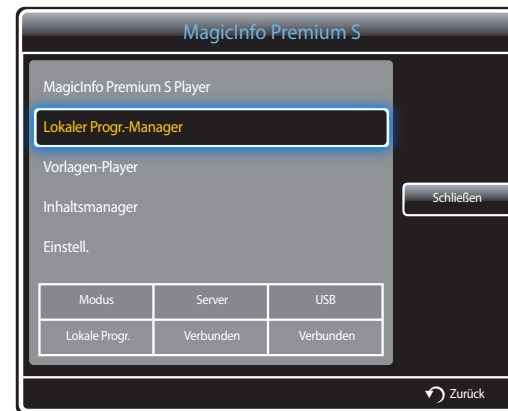 MagicInfo Premium S
MagicInfo Premium S Player
Lokaler Progr.-Manager
Vorlagen-Player
Inhaltsmanager
Einstell.
Schließen
Modus Server USB
Lokale Progr. Verbunden Verbunden
Zurück